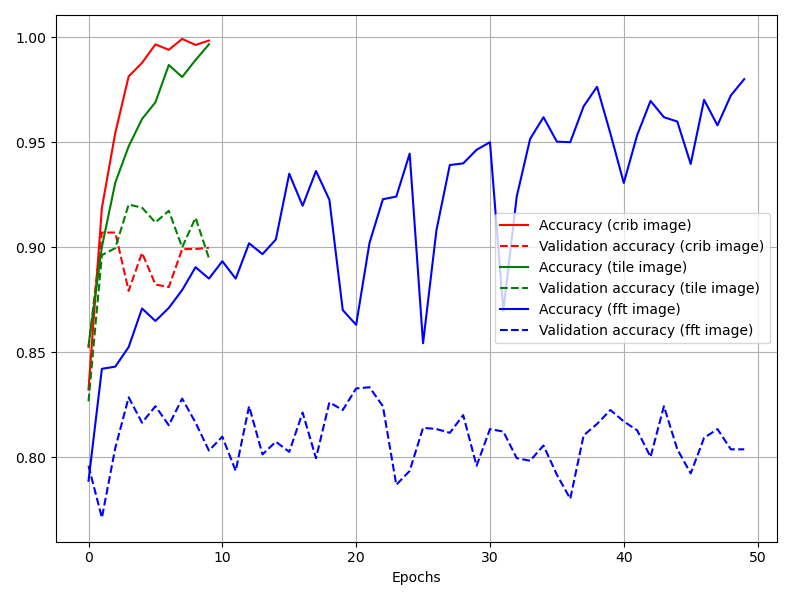 1.00
0.95
0.90
0.85
0.80
Accuracy (crib image)
Validation accuracy (crib image)
Accuracy (tile image)
Validation accuracy (tile image)
Accuracy (fft image)
Validation accuracy (fft image)
0 10 20 30 40 50
Epochs